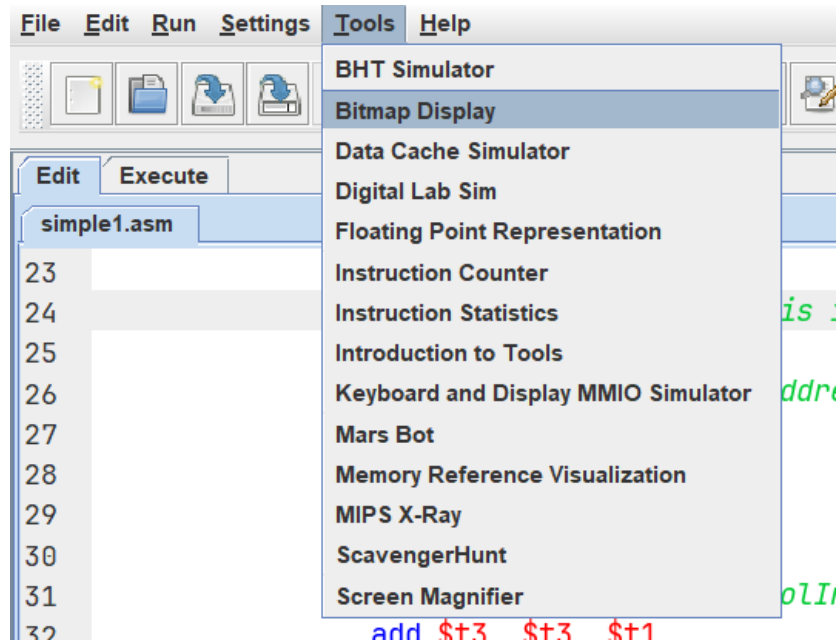 File Edit Run Settings Tools Help
BHT Simulator
Bitmap Display
Data Cache Simulator
Digital Lab Sim
Floating Point Representation
Instruction Counter
Instruction Statistics
Introduction to Tools
Keyboard and Display MMIO Simulator
Mars Bot
Memory Reference Visualization
MIPS X-Ray
ScavengerHunt
Screen Magnifier
Edit Execute
simple1.asm
23
24 is
25
26
27
28
29
30
31
32 add $t3 $t3 $t1